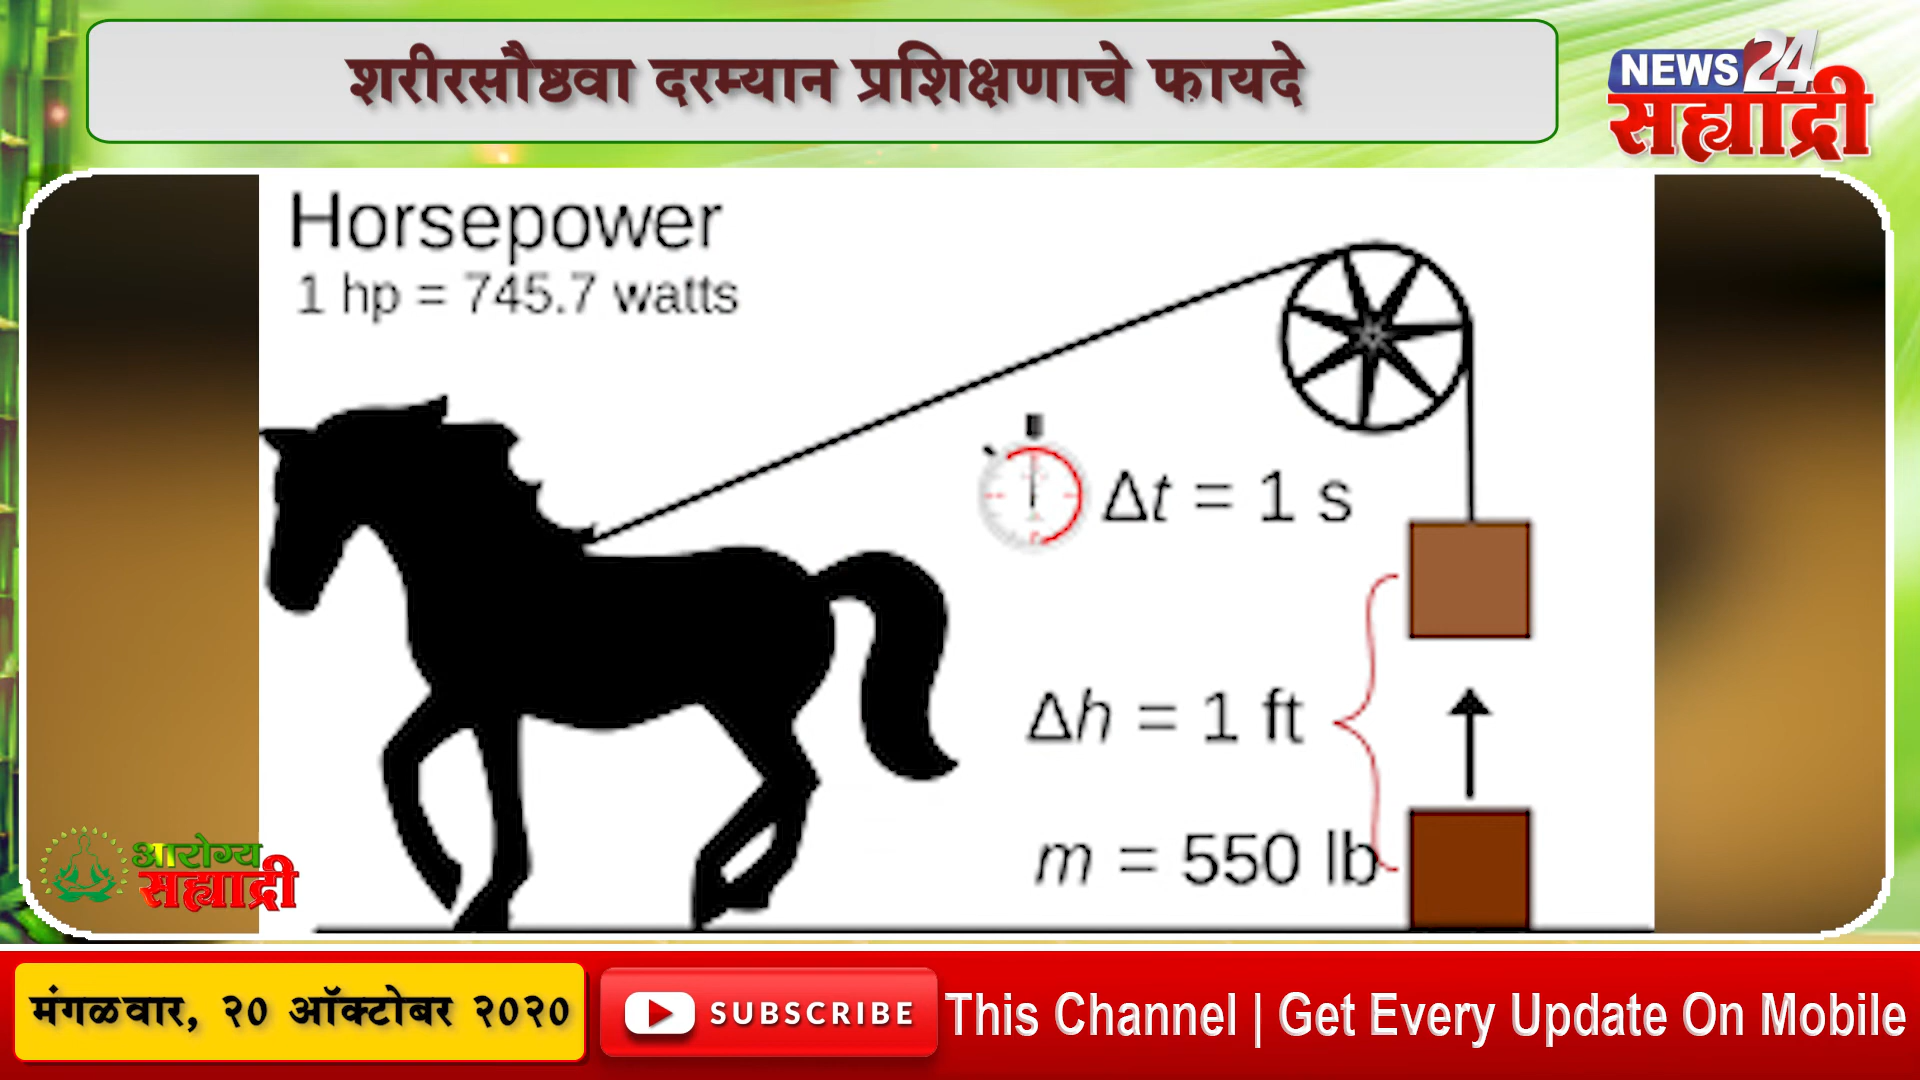 शरीरसौष्ठवा दरम्यान प्रशिक्षणाचे फायदे
NEWS 24
सह्याद्री
Horsepower
1 hp = 745.7 watts
Δt = 1 s
Δh = 1 ft
m = 550 lb
आरोग्य
सह्याद्री
मंगळवार, २० ऑक्टोबर २०२०
SUBSCRIBE
This Channel | Get Every Update On Mobile